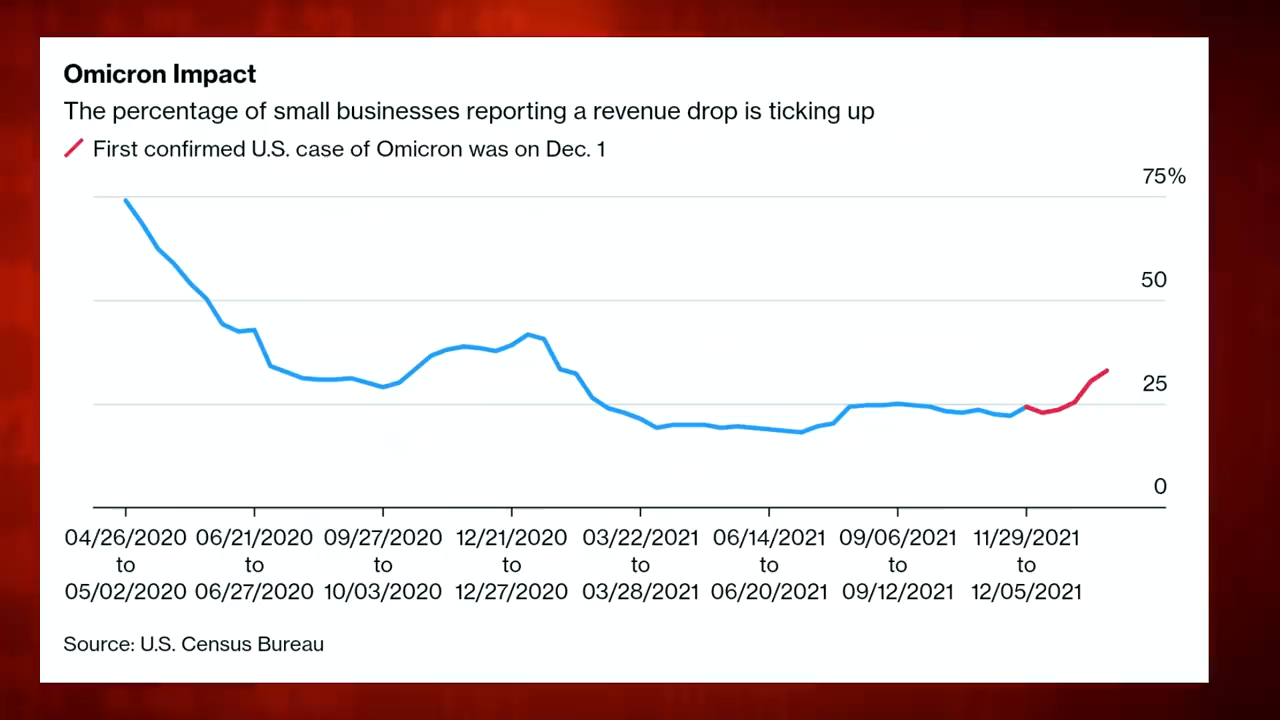 Omicron Impact
The percentage of small businesses reporting a revenue drop is ticking up
First confirmed U.S. case of Omicron was on Dec. 1
75%
50
25
0
04/26/2020 06/21/2020 09/27/2020 12/21/2020 03/22/2021 06/14/2021 09/06/2021 11/29/2021
to to to to to to to to
05/02/2020 06/27/2020 10/03/2020 12/27/2020 03/28/2021 06/20/2021 09/12/2021 12/05/2021
Source: U.S. Census Bureau